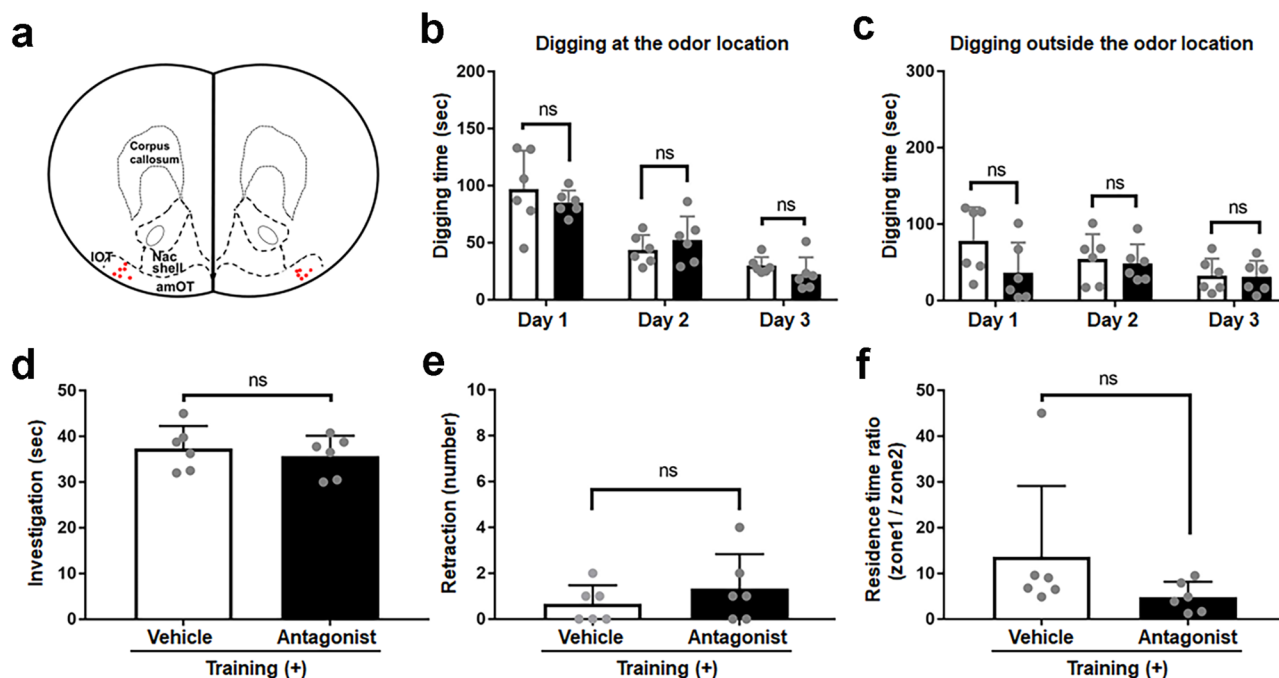 a
Corpus
callosum
lOT
Nac
shell
amOT
b
Digging at the odor location
Digging time (sec)
200
150
100
50
0
ns
ns
ns
Day 1
Day 2
Day 3
c
Digging outside the odor location
Digging time (sec)
300
200
100
0
ns
ns
ns
Day 1
Day 2
Day 3
d
Investigation (sec)
50
40
30
20
10
0
ns
Vehicle
Antagonist
Training (+)
e
Retraction (number)
10
8
6
4
2
0
ns
Vehicle
Antagonist
Training (+)
f
Residence time ratio
(zone1 / zone2)
50
40
30
20
10
0
ns
Vehicle
Antagonist
Training (+)